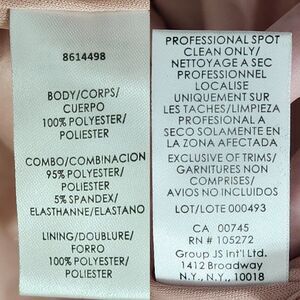 8614498
BODY/CORPS/
CUERPO
100% POLYESTER/
POLIESTER
COMBO/COMBINACION
95% POLYESTER/
POLIESTER
5% SPANDEX/
ELASTHANNE/ELASTANO
LINING/DOUBLURE/
FORRO
100% POLYESTER/
POLIESTER
PROFESSIONAL SPOT
CLEAN ONLY/
NETTOYAGE A SEC
PROFESSIONNEL
LOCALISE
UNIQUEMENT SUR
LES TACHES/LIMPIEZA
PROFESIONAL A
SECO SOLAMENTE EN
LA ZONA AFECTADA
EXCLUSIVE OF TRIMS/
GARNITURES NON
COMPRISES/
AVIOS NO INCLUIDOS
LOT/LOTE 000493
CA 00745
RN # 105272
Group JS Int'l Ltd.
1412 Broadway
N.Y., N.Y., 10018